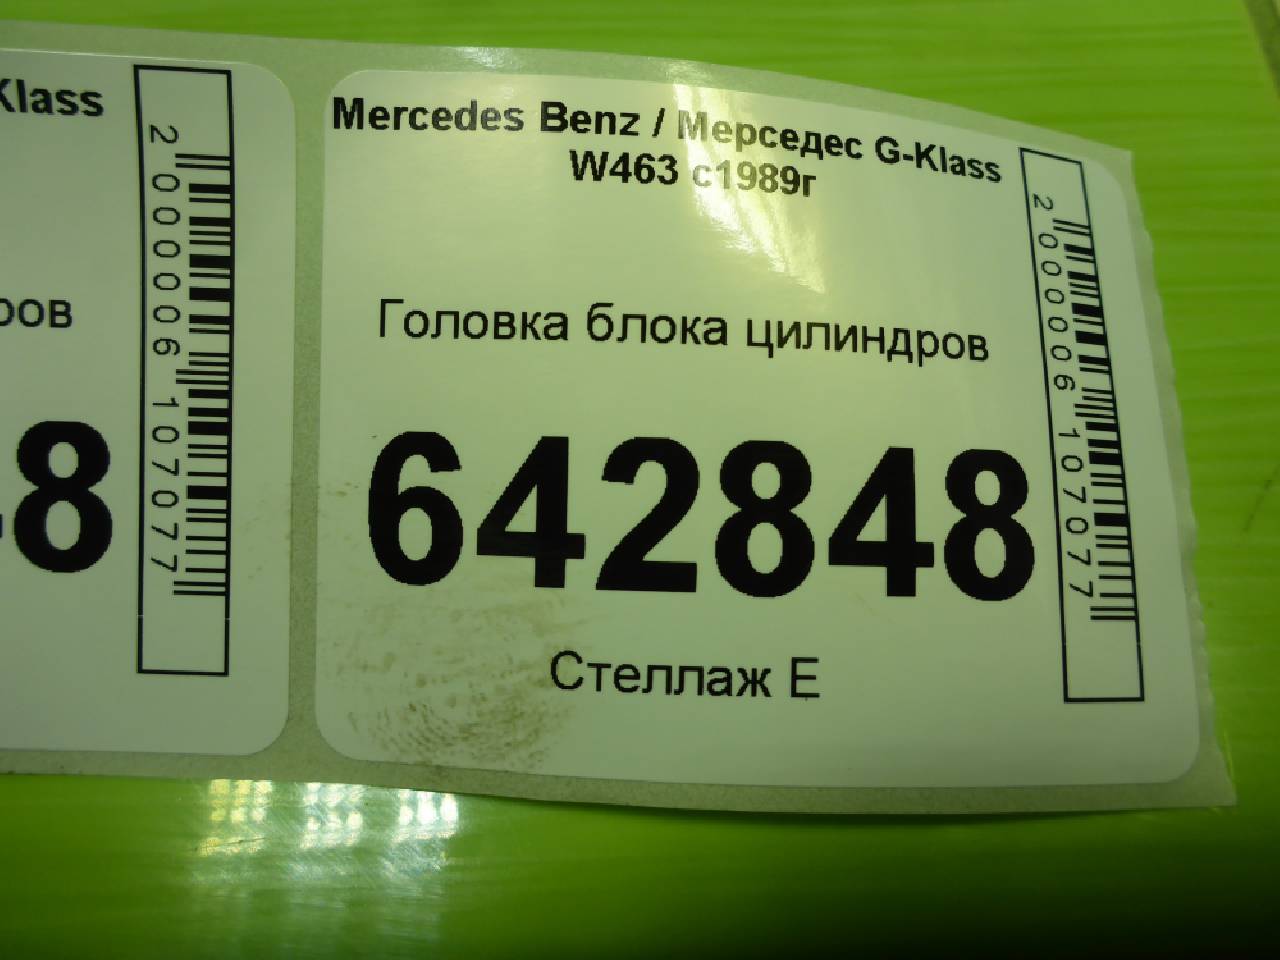 Klass
ров
8
2000006107077
Mercedes Benz / Мерседес G-Klass
W463 с1989г
Головка блока цилиндров
642848
Стеллаж Е
2000006107077